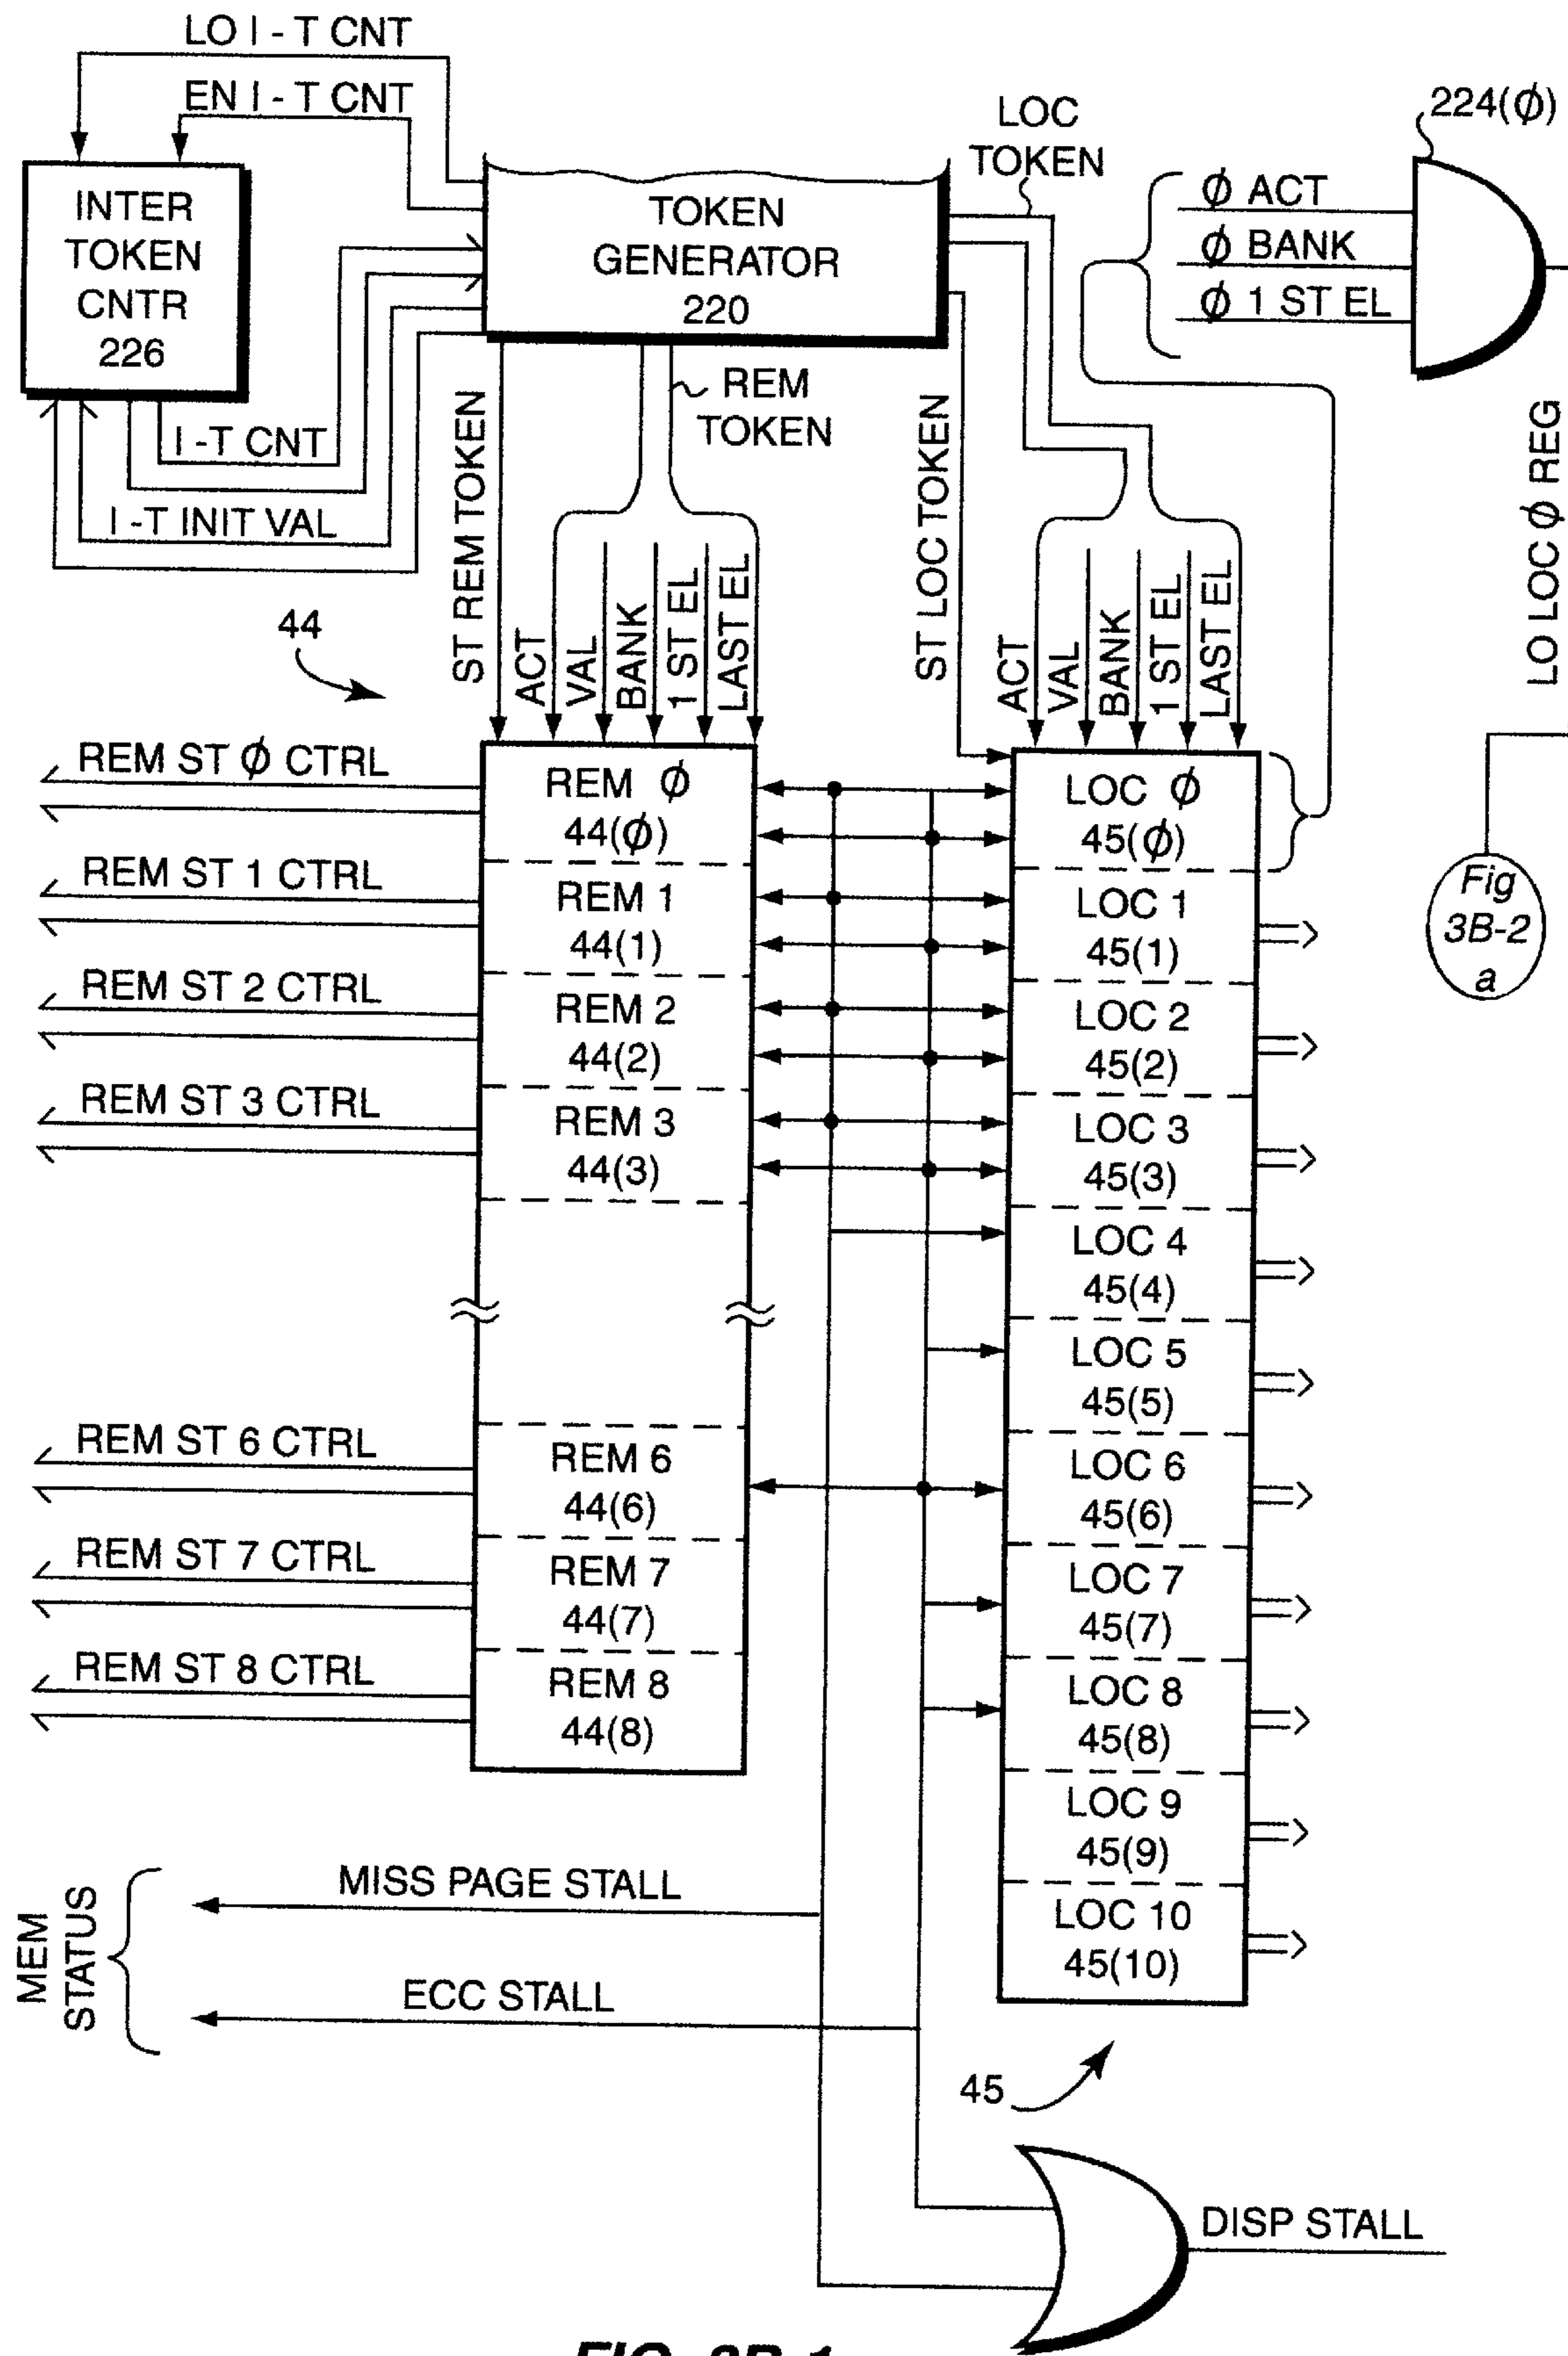 LO I - T CNT
EN I - T CNT
INTER
TOKEN
CNTR
226
TOKEN
GENERATOR
220
LOC
TOKEN
224(ϕ)
ϕ ACT
ϕ BANK
ϕ 1 ST EL
I -T CNT
I -T INIT VAL
REM
TOKEN
ST REM TOKEN
ACT
VAL
BANK
1 ST EL
LAST EL
ST LOC TOKEN
ACT
VAL
BANK
1 ST EL
LAST EL
LO LOC ϕ REG
44
REM ST ϕ CTRL
REM ST 1 CTRL
REM ST 2 CTRL
REM ST 3 CTRL
REM ST 6 CTRL
REM ST 7 CTRL
REM ST 8 CTRL
REM ϕ
44(ϕ)
REM 1
44(1)
REM 2
44(2)
REM 3
44(3)
REM 6
44(6)
REM 7
44(7)
REM 8
44(8)
LOC ϕ
45(ϕ)
LOC 1
45(1)
LOC 2
45(2)
LOC 3
45(3)
LOC 4
45(4)
LOC 5
45(5)
LOC 6
45(6)
LOC 7
45(7)
LOC 8
45(8)
LOC 9
45(9)
LOC 10
45(10)
Fig
3B-2
a
MEM
STATUS
MISS PAGE STALL
ECC STALL
45
DISP STALL